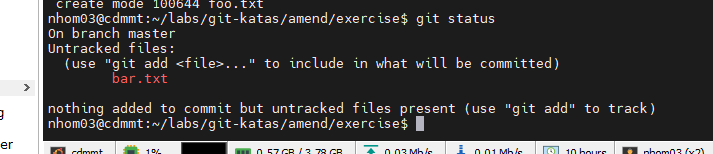 create mode 100644 foo.txt
nhom03@cdmmt:~/labs/git-katas/amend/exercise$ git status
On branch master
Untracked files:
(use "git add <file>..." to include in what will be committed)
bar.txt
nothing added to commit but untracked files present (use "git add" to track)
nhom03@cdmmt:~/labs/git-katas/amend/exercise$
er
cdmmt 1% 0.57 GB / 3.78 GB 0.03 Mb/s 0.01 Mb/s 10 hours nhom03 (x2)